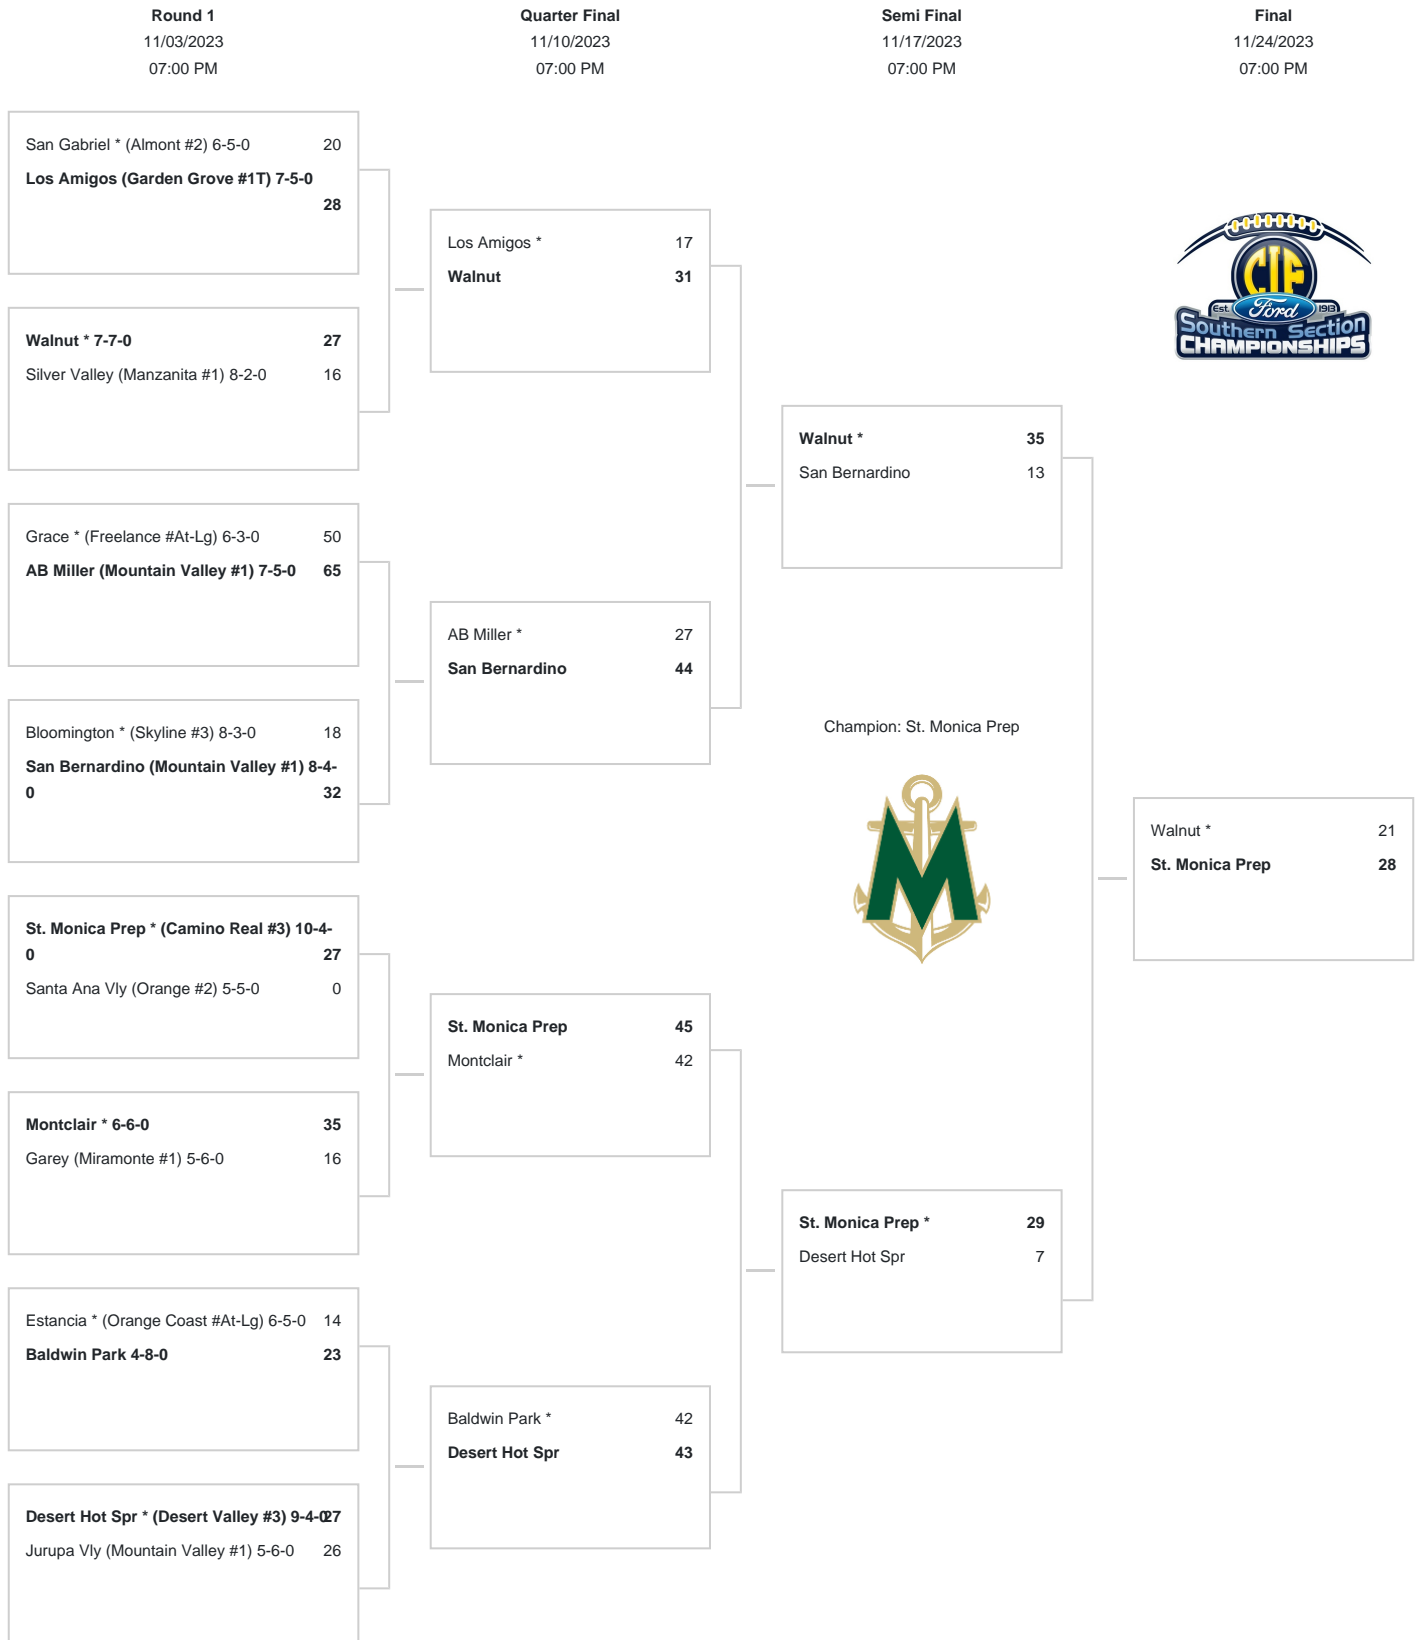 Round 1
11/03/2023
07:00 PM
Quarter Final
11/10/2023
07:00 PM
Semi Final
11/17/2023
07:00 PM
Final
11/24/2023
07:00 PM
San Gabriel * (Almont #2) 6-5-0 20
Los Amigos (Garden Grove #1T) 7-5-0
28
Walnut * 7-7-0 27
Silver Valley (Manzanita #1) 8-2-0 16
Grace * (Freelance #At-Lg) 6-3-0 50
AB Miller (Mountain Valley #1) 7-5-0 65
Bloomington * (Skyline #3) 8-3-0 18
San Bernardino (Mountain Valley #1) 8-4-
0 32
St. Monica Prep * (Camino Real #3) 10-4-
0 27
Santa Ana Vly (Orange #2) 5-5-0 0
Montclair * 6-6-0 35
Garey (Miramonte #1) 5-6-0 16
Estancia * (Orange Coast #At-Lg) 6-5-0 14
Baldwin Park 4-8-0 23
Desert Hot Spr * (Desert Valley #3) 9-4-0 27
Jurupa Vly (Mountain Valley #1) 5-6-0 26
Los Amigos * 17
Walnut 31
AB Miller * 27
San Bernardino 44
St. Monica Prep 45
Montclair * 42
Baldwin Park * 42
Desert Hot Spr 43
Walnut * 35
San Bernardino 13
Champion: St. Monica Prep
M
St. Monica Prep * 29
Desert Hot Spr 7
CIF
Est. Ford 1913
Southern Section
CHAMPIONSHIPS
Walnut * 21
St. Monica Prep 28